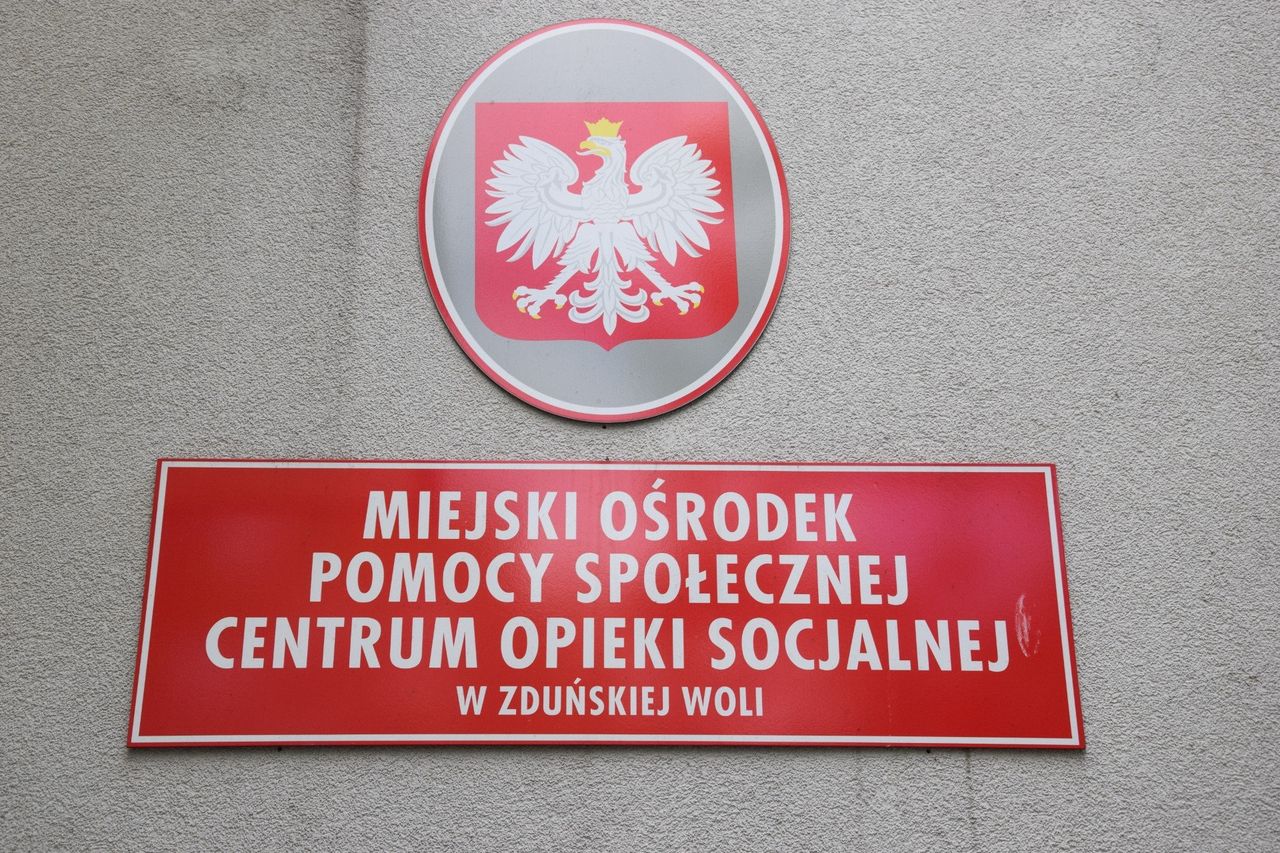 MIEJSKI OŚRODEK
POMOCY SPOŁECZNEJ
CENTRUM OPIEKI SOCJALNEJ
W ZDUŃSKIEJ WOLI